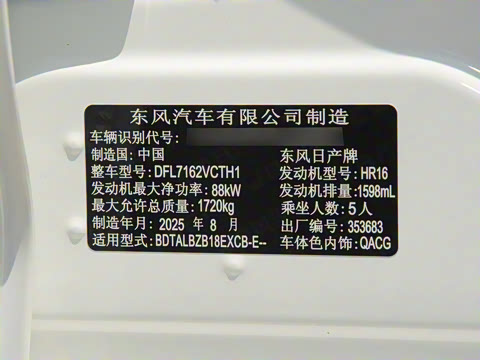 东风汽车有限公司制造
车辆识别代号:
制造国: 中国 东风日产牌
整车型号: DFL7162VCTH1 发动机型号: HR16
发动机最大净功率: 88kW 发动机排量: 1598mL
最大允许总质量: 1720kg 乘坐人数: 5人
制造年月: 2025 年 8 月 出厂编号: 353683
适用型式: BDTALBZB18EXCB-E-- 车体色内饰: QACG